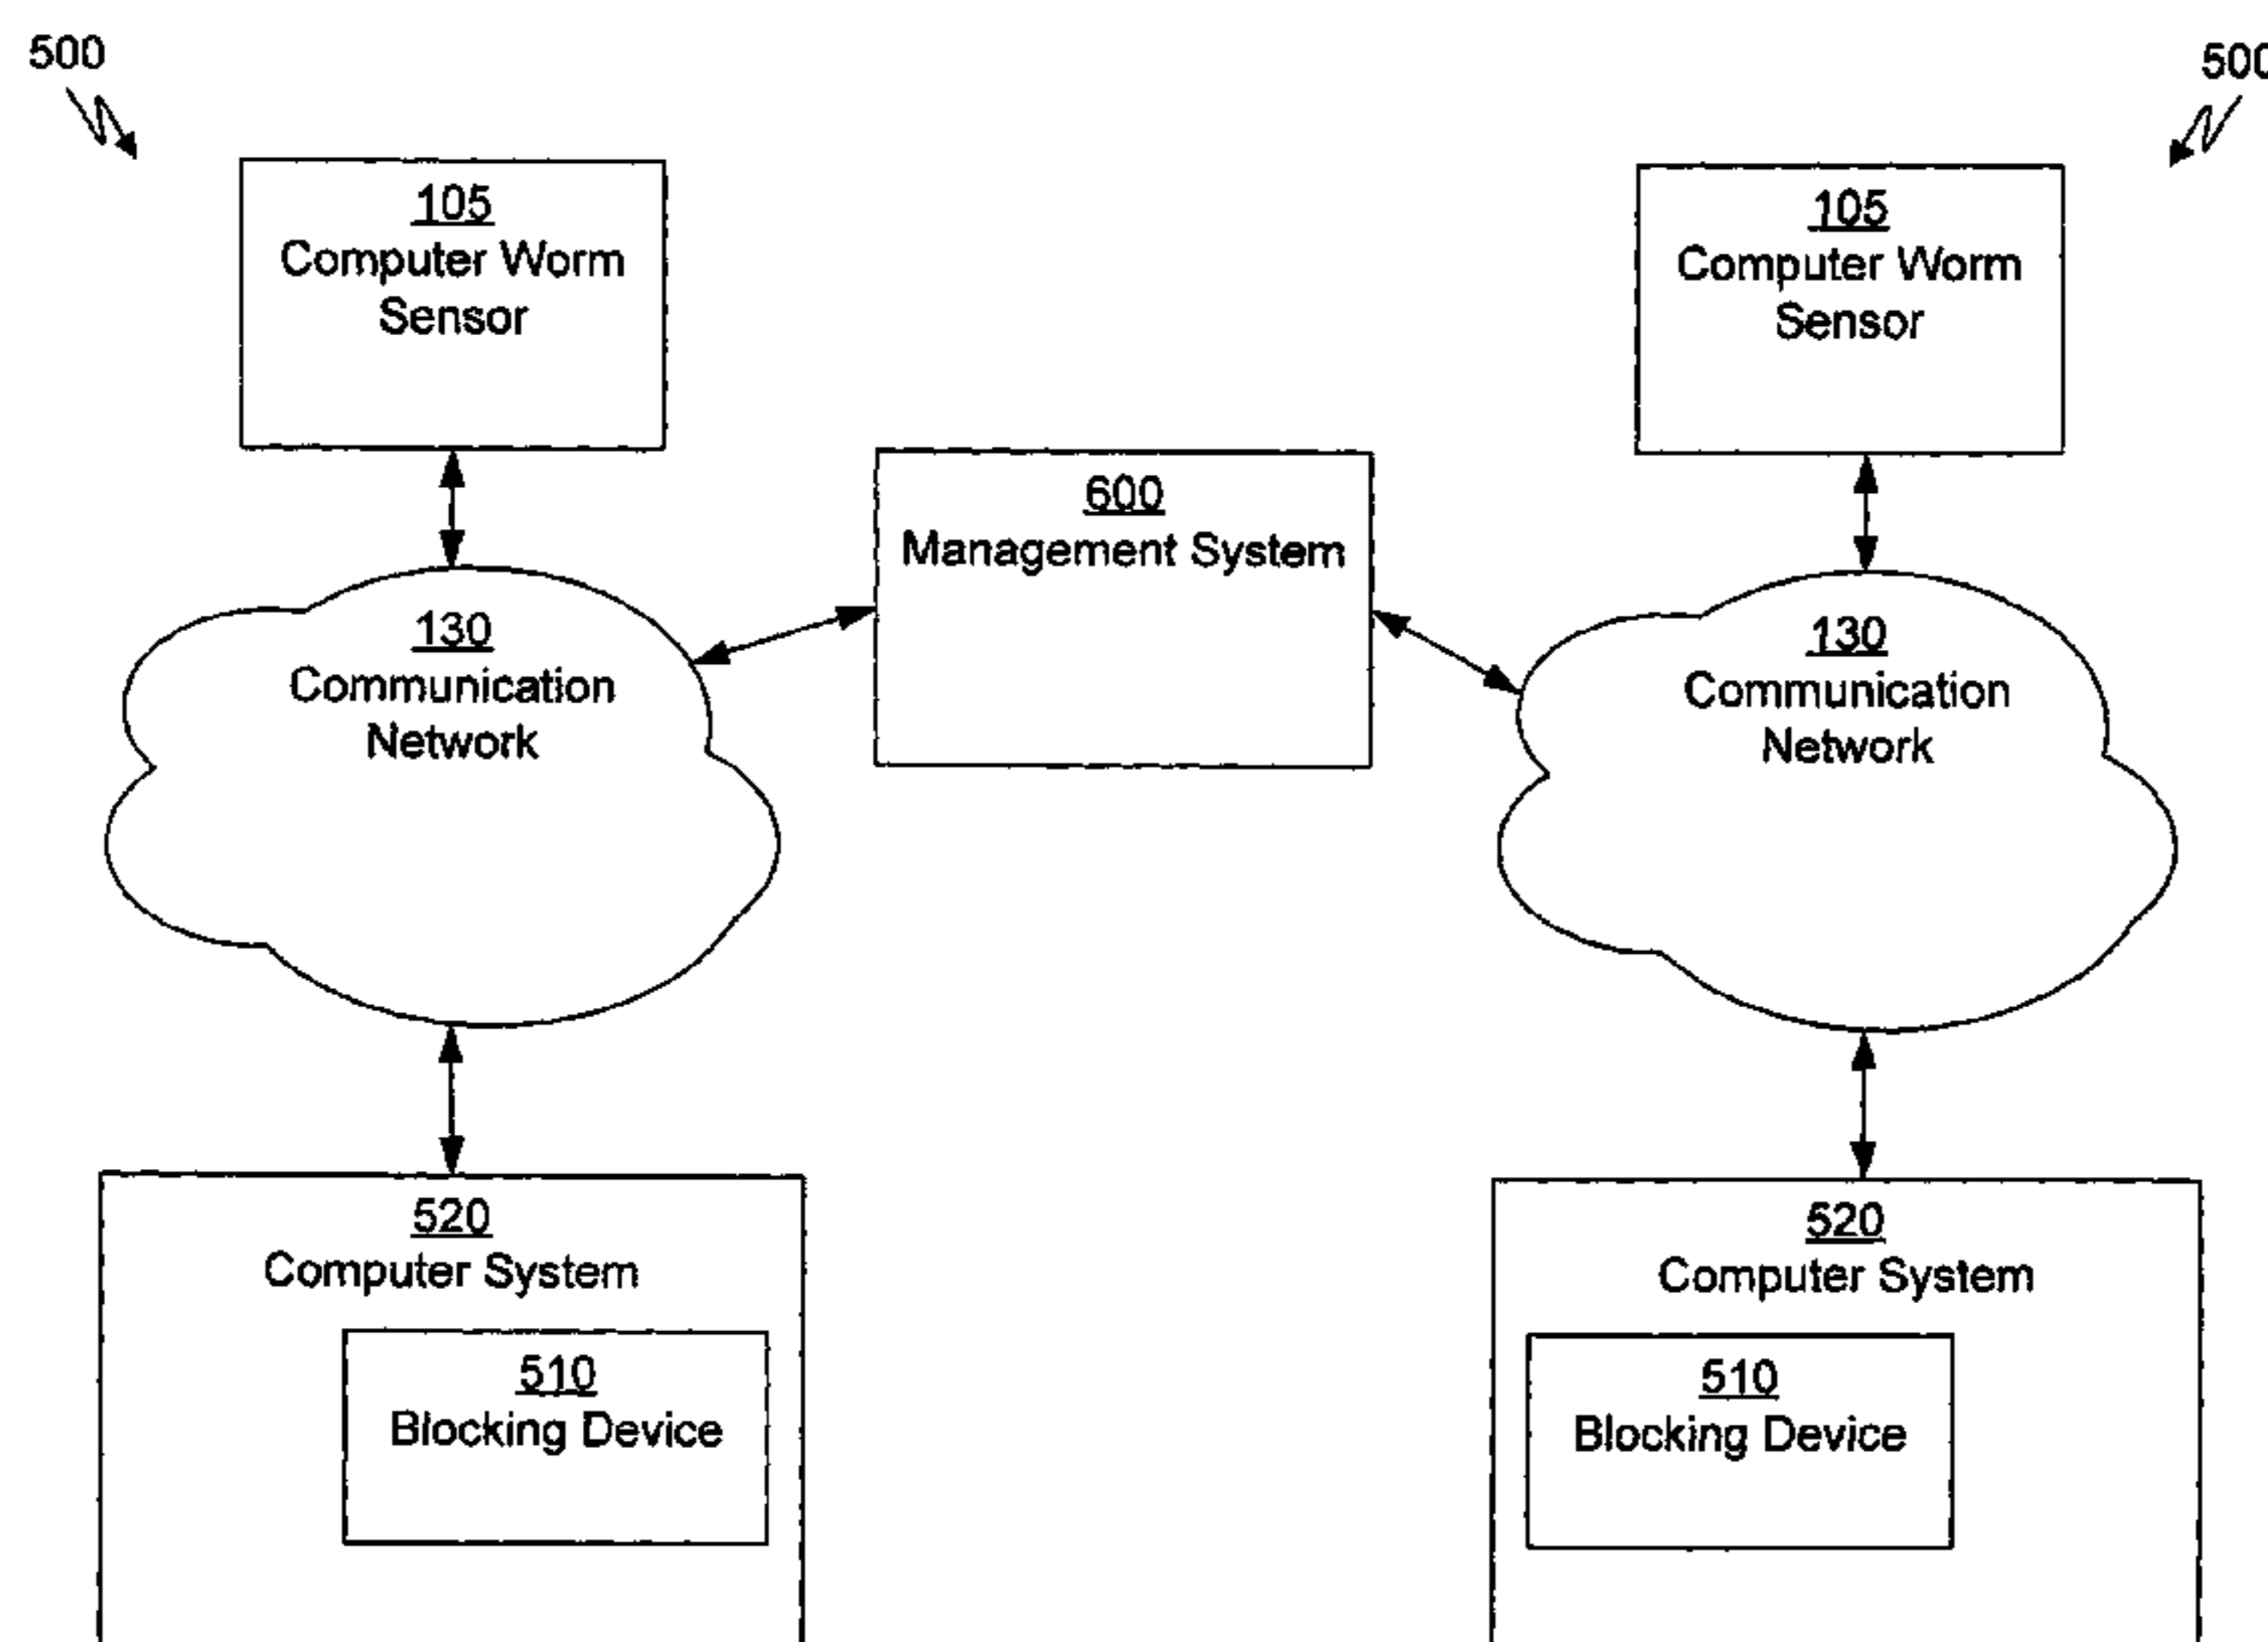 500
500
105
Computer Worm
Sensor
105
Computer Worm
Sensor
600
Management System
130
Communication
Network
130
Communication
Network
520
Computer System
510
Blocking Device
520
Computer System
510
Blocking Device